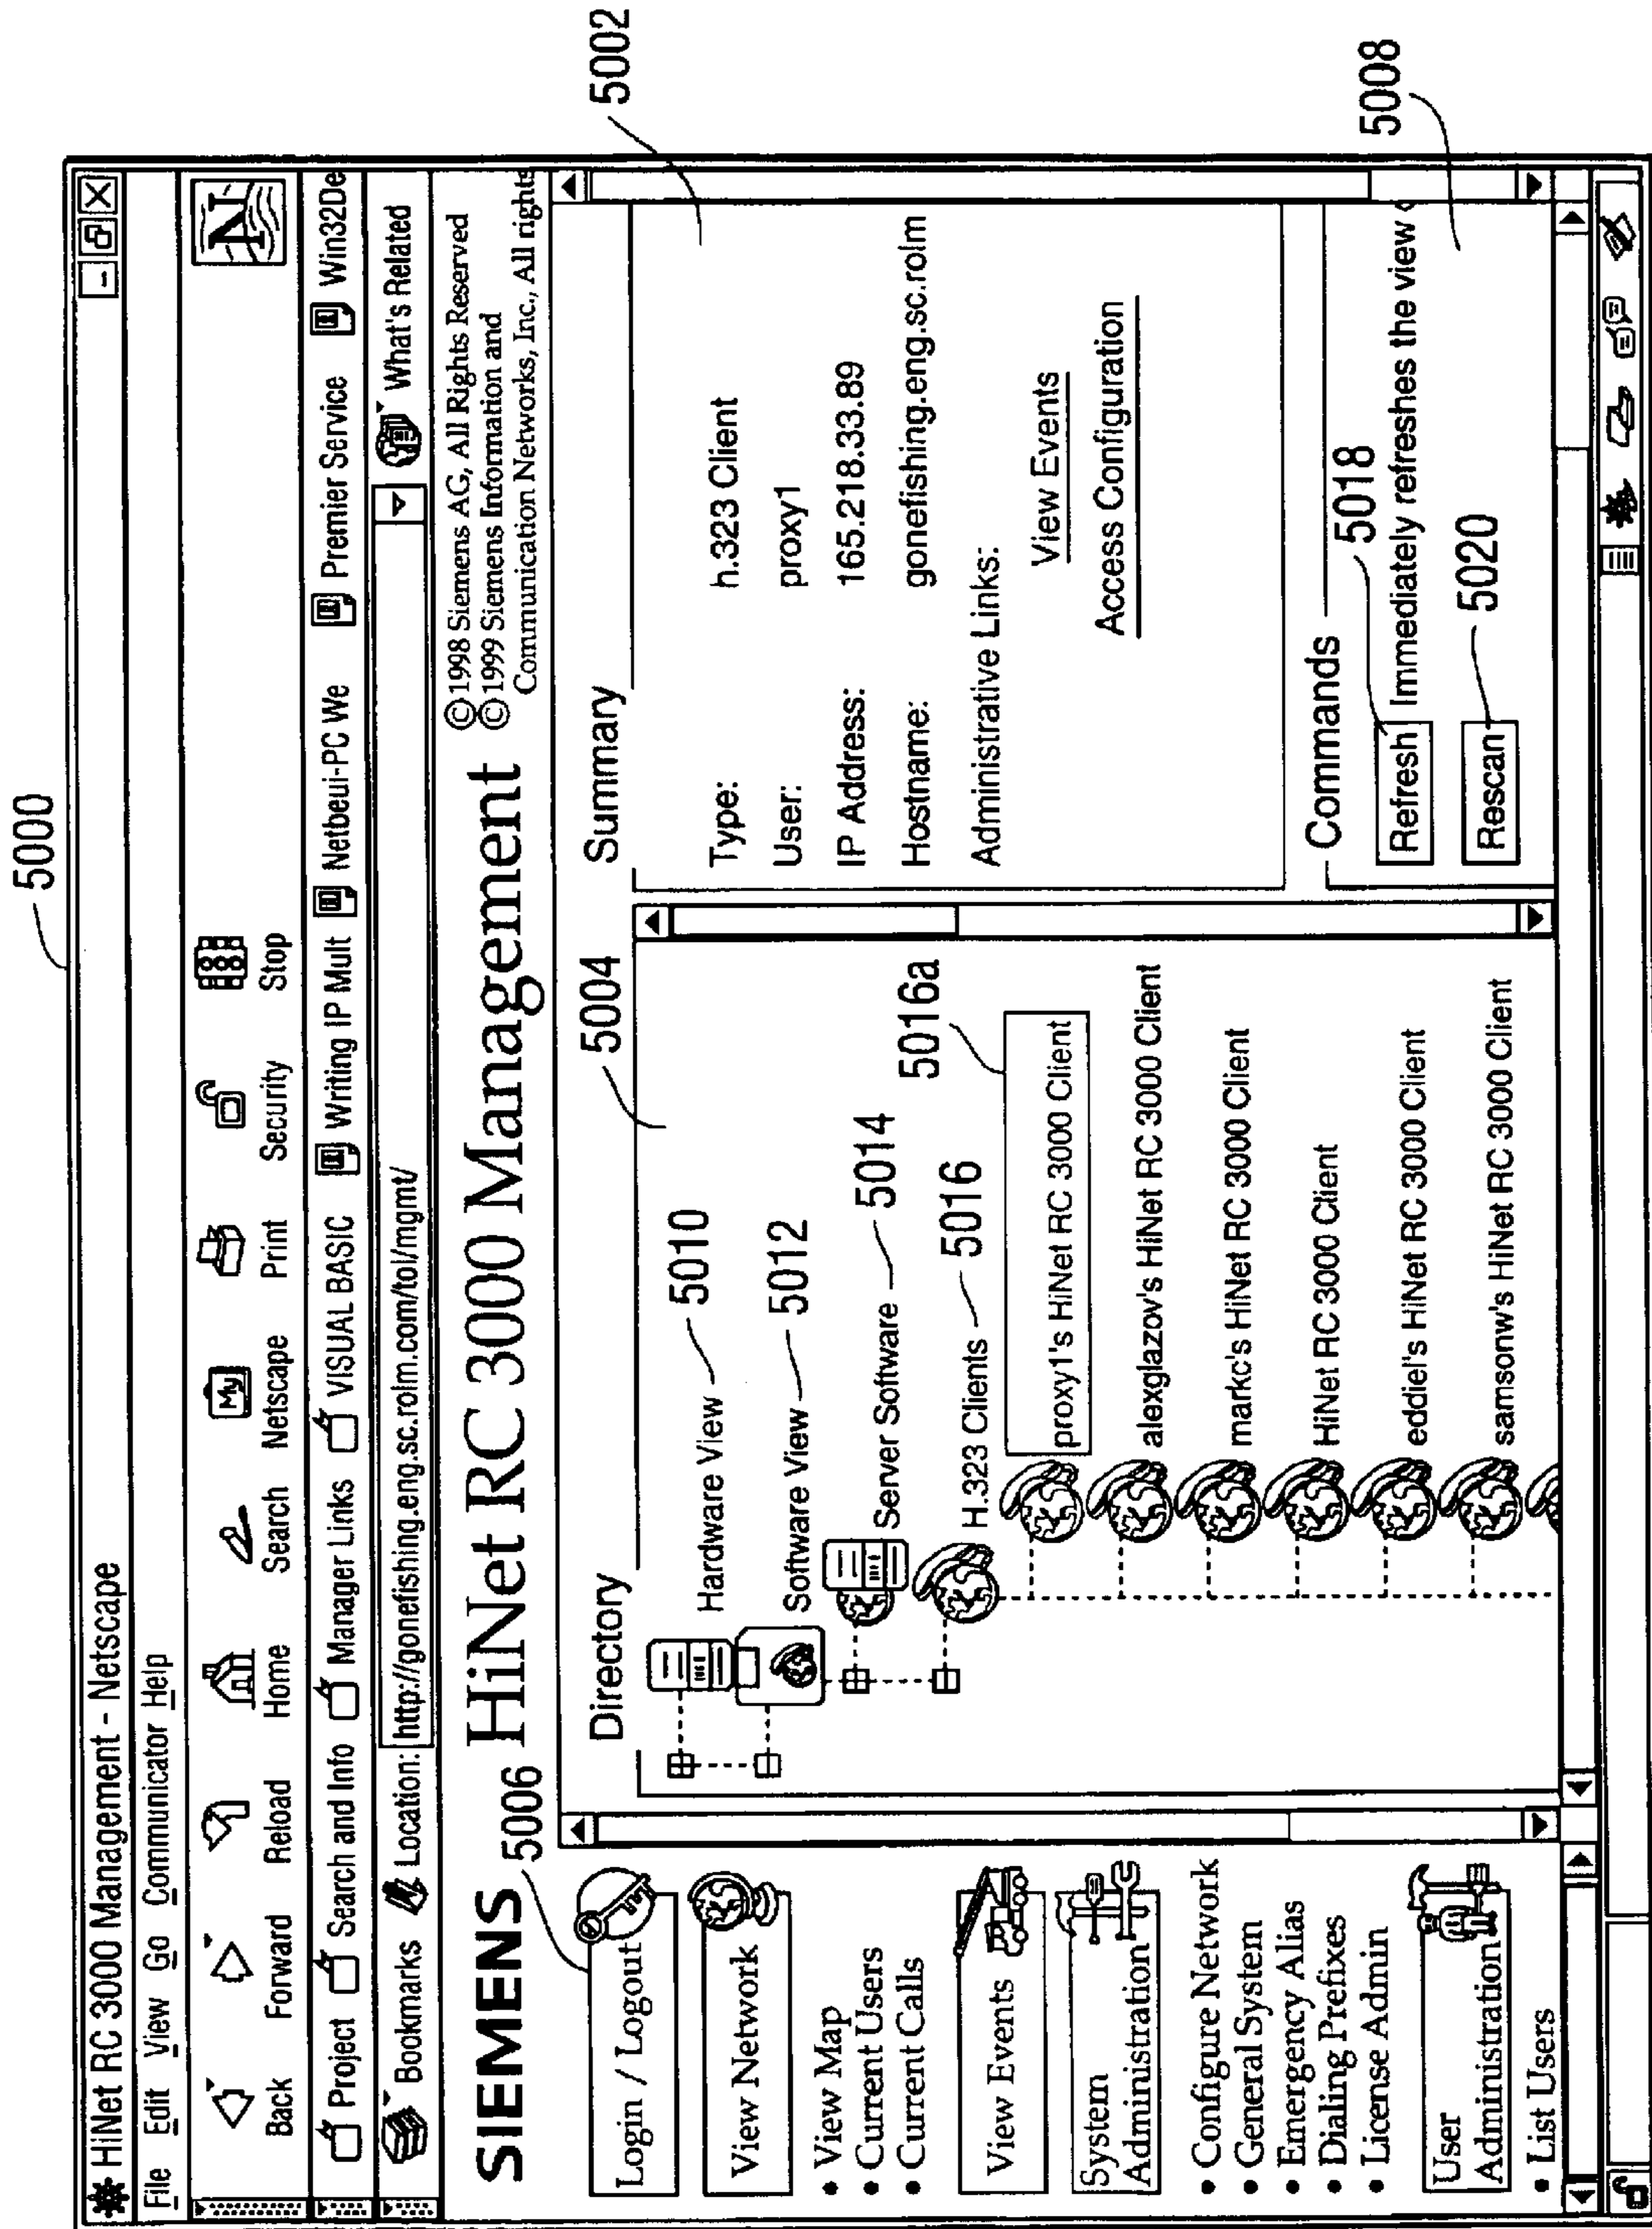 5000
HiNet RC 3000 Management - Netscape
File Edit View Go Communicator Help
Back Forward Reload Home Search Netscape Print Security Stop
My
N
Project Search and Info Manager Links VISUAL BASIC Writing IP Mult Netbeui-PC We Premier Service Win32De
Bookmarks Location: http://gonefishing.eng.sc.rolm.com/tol/mgmt/ What's Related
SIEMENS HiNet RC 3000 Management
©1998 Siemens AG, All Rights Reserved
©1999 Siemens Information and
Communication Networks, Inc., All rights
5006
Login / Logout
View Network
• View Map
• Current Users
• Current Calls
View Events
System
Administration
• Configure Network
• General System
• Emergency Alias
• Dialing Prefixes
• License Admin
User
Administration
• List Users
Directory
5004
Hardware View 5010
Software View 5012
Server Software 5014
H.323 Clients 5016
5016a
proxy1's HiNet RC 3000 Client
alexglazov's HiNet RC 3000 Client
markc's HiNet RC 3000 Client
HiNet RC 3000 Client
eddiel's HiNet RC 3000 Client
samsonw's HiNet RC 3000 Client
Summary
5002
Type: h.323 Client
User: proxy1
IP Address: 165.218.33.89
Hostname: gonefishing.eng.sc.rolm
Administrative Links:
View Events
Access Configuration
Commands
5018
5008
Refresh Immediately refreshes the view
Rescan 5020